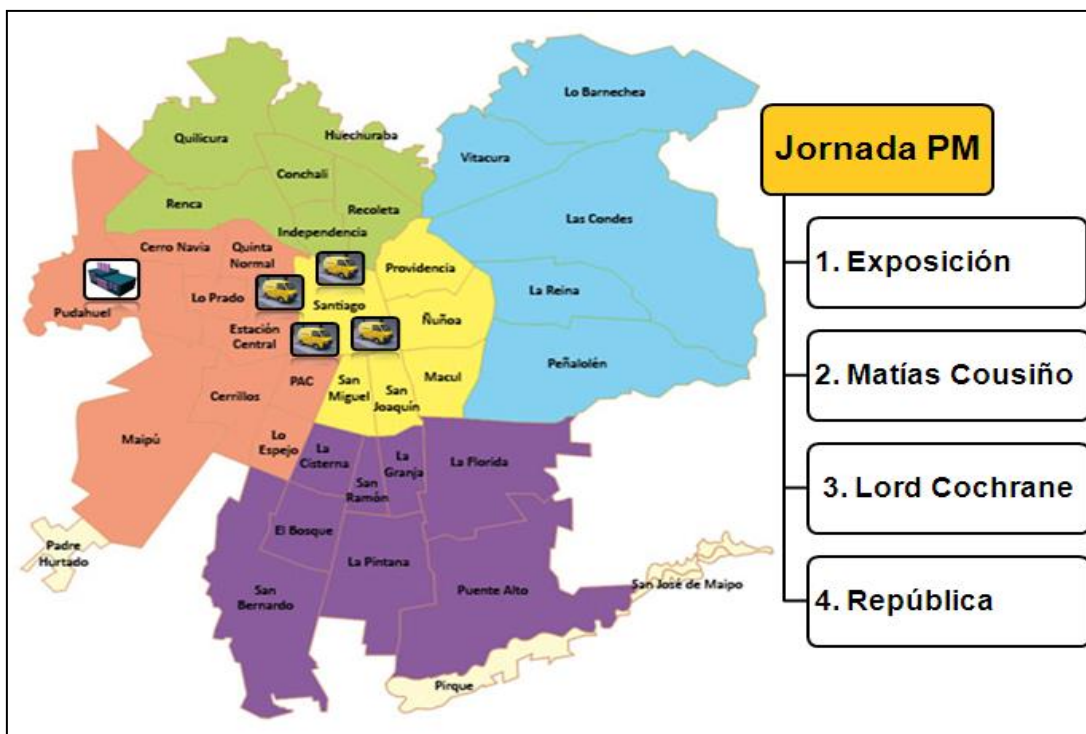 Lo Barnechea
Quilicura
Huechuraba
Vitacura
Conchalí
Renca
Recoleta
Las Condes
Independencia
Cerro Navia
Quinta
Normal
Providencia
Lo Prado
Santiago
La Reina
Pudahuel
Ñuñoa
Estación
Central
Peñalolén
PAC
San
Miguel
San
Joaquín
Macul
Cerrillos
Maipú
Lo
Espejo
La
Cisterna
La
Granja
La Florida
San
Ramón
El Bosque
Padre
Hurtado
La Pintana
San
Bernardo
Puente Alto
San José de Maipo
Pirque
Jornada PM
1. Exposición
2. Matías Cousiño
3. Lord Cochrane
4. República